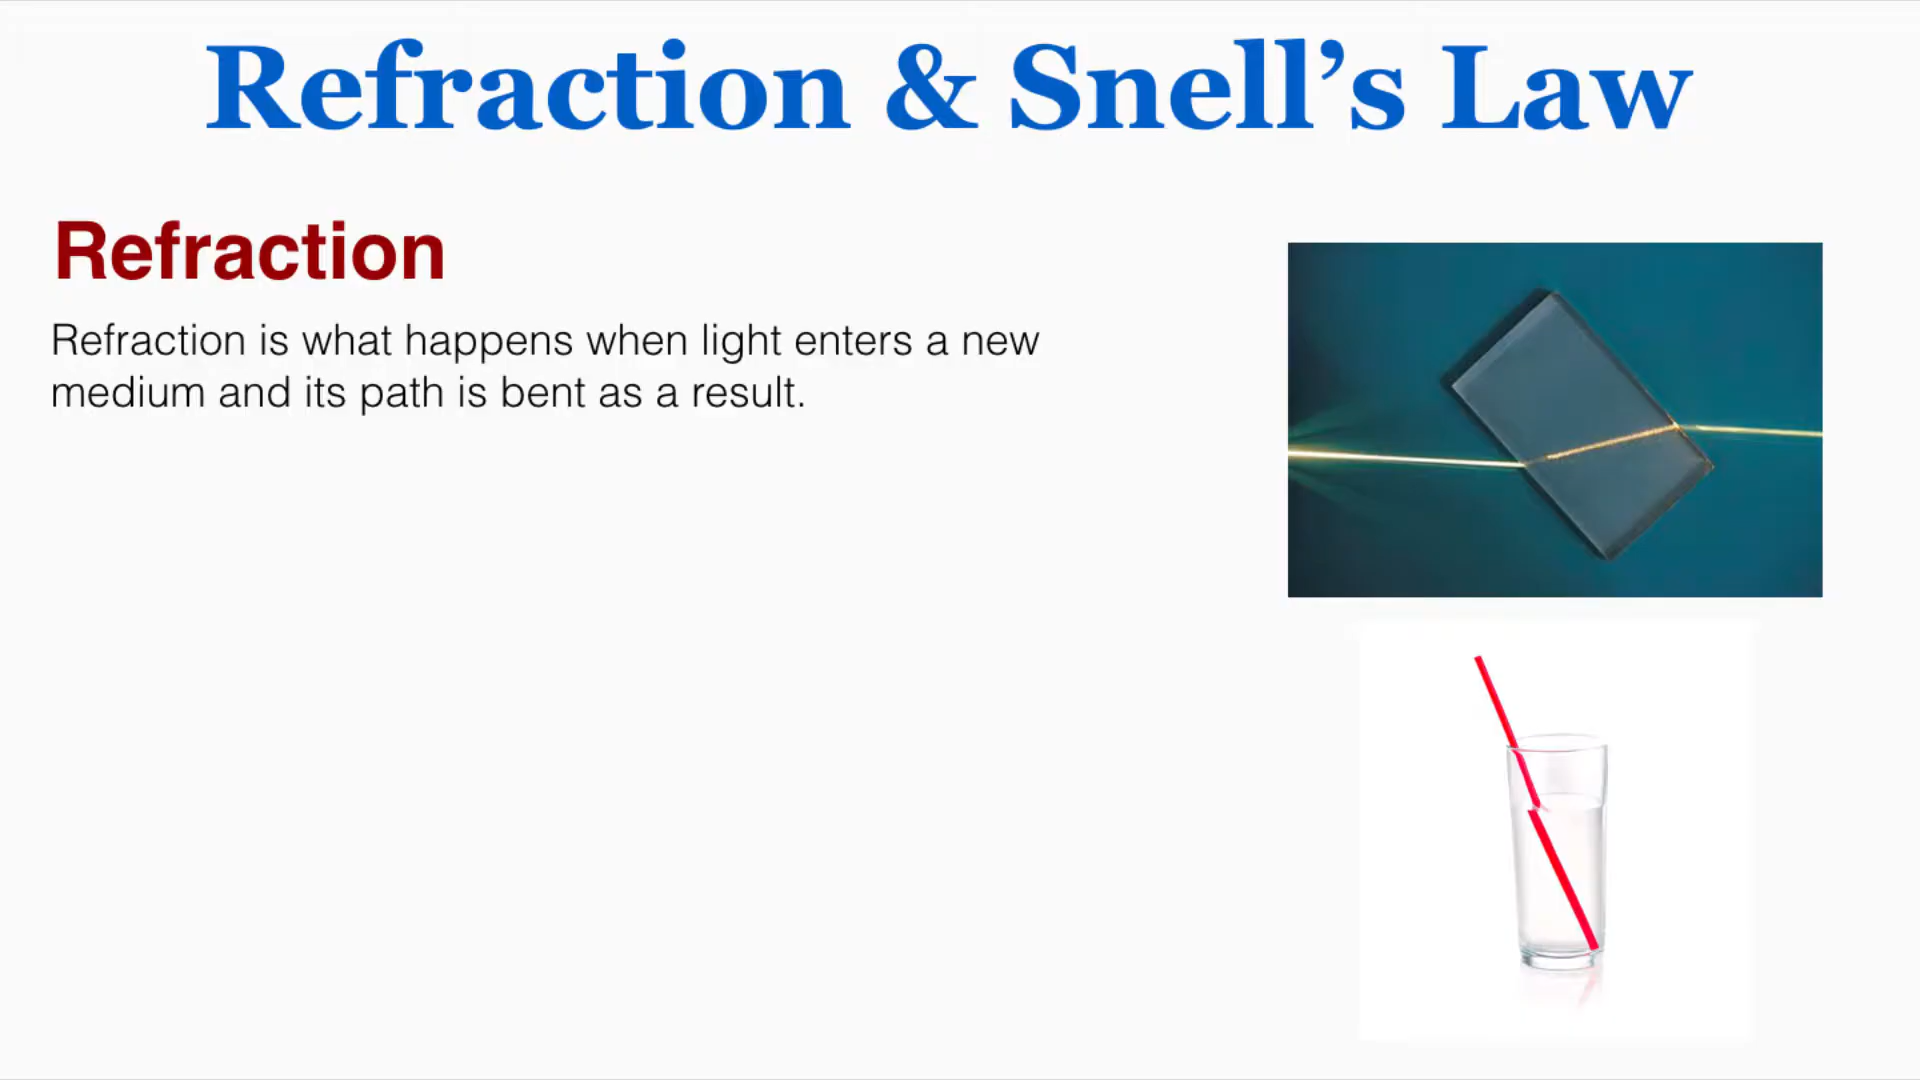 Refraction & Snell’s Law
Refraction
Refraction is what happens when light enters a new
medium and its path is bent as a result.